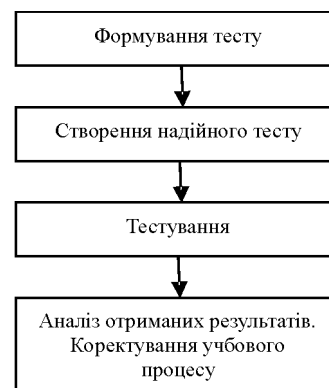 Формування тесту
Створення надійного тесту
Тестування
Аналіз отриманих результатів.
Коректування учбового
процесу